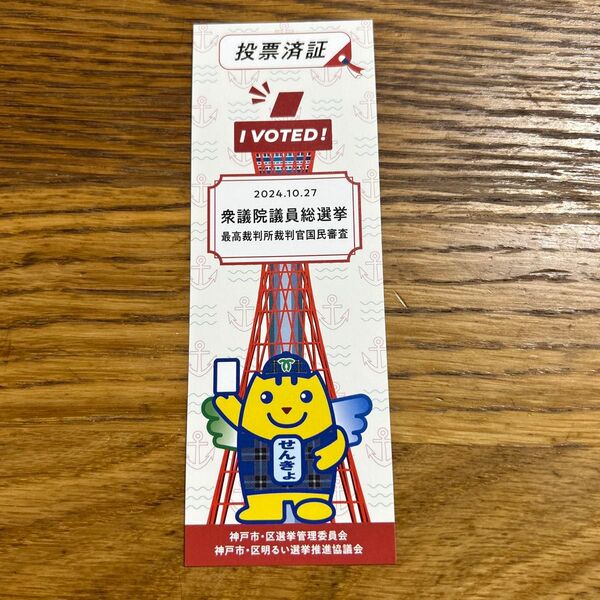 投票済証
I VOTED!
2024.10.27
衆議院議員総選挙
最高裁判所裁判官国民審査
せんきょ
神戸市・区選挙管理委員会
神戸市・区明るい選挙推進協議会